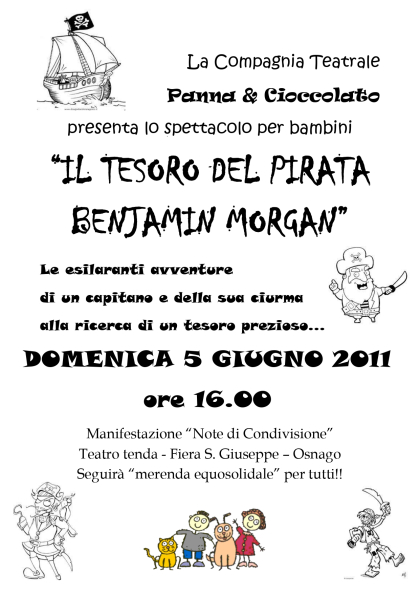 La Compagnia Teatrale
Panna & Cioccolato
presenta lo spettacolo per bambini
“IL TESORO DEL PIRATA
BENJAMIN MORGAN”
Le esilaranti avventure
di un capitano e della sua ciurma
alla ricerca di un tesoro prezioso...
DOMENICA 5 GIUGNO 2011
ore 16.00
Manifestazione “Note di Condivisione”
Teatro tenda - Fiera S. Giuseppe – Osnago
Seguirà “merenda equosolidale” per tutti!!